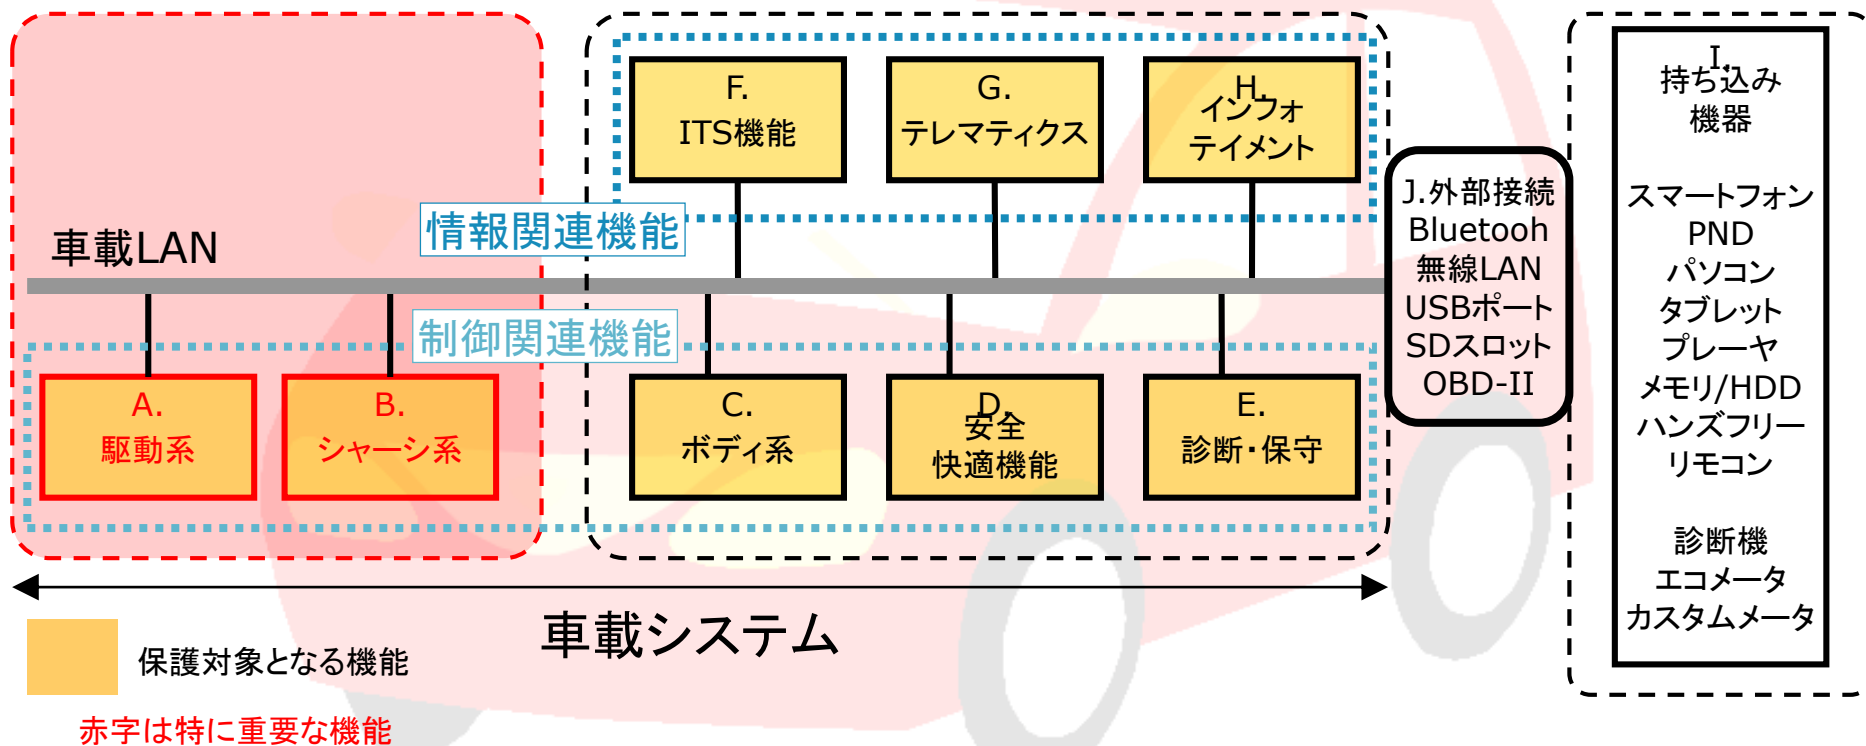 F.
ITS機能
G.
テレマティクス
H.
インフォ
テイメント
情報関連機能
車載LAN
制御関連機能
A.
駆動系
B.
シャーシ系
C.
ボディ系
D.
安全
快適機能
E.
診断・保守
J.外部接続
Bluetooh
無線LAN
USBポート
SDスロット
OBD-II
I.
持ち込み
機器
スマートフォン
PND
パソコン
タブレット
プレーヤ
メモリ/HDD
ハンズフリー
リモコン
診断機
エコメータ
カスタムメータ
車載システム
保護対象となる機能
赤字は特に重要な機能